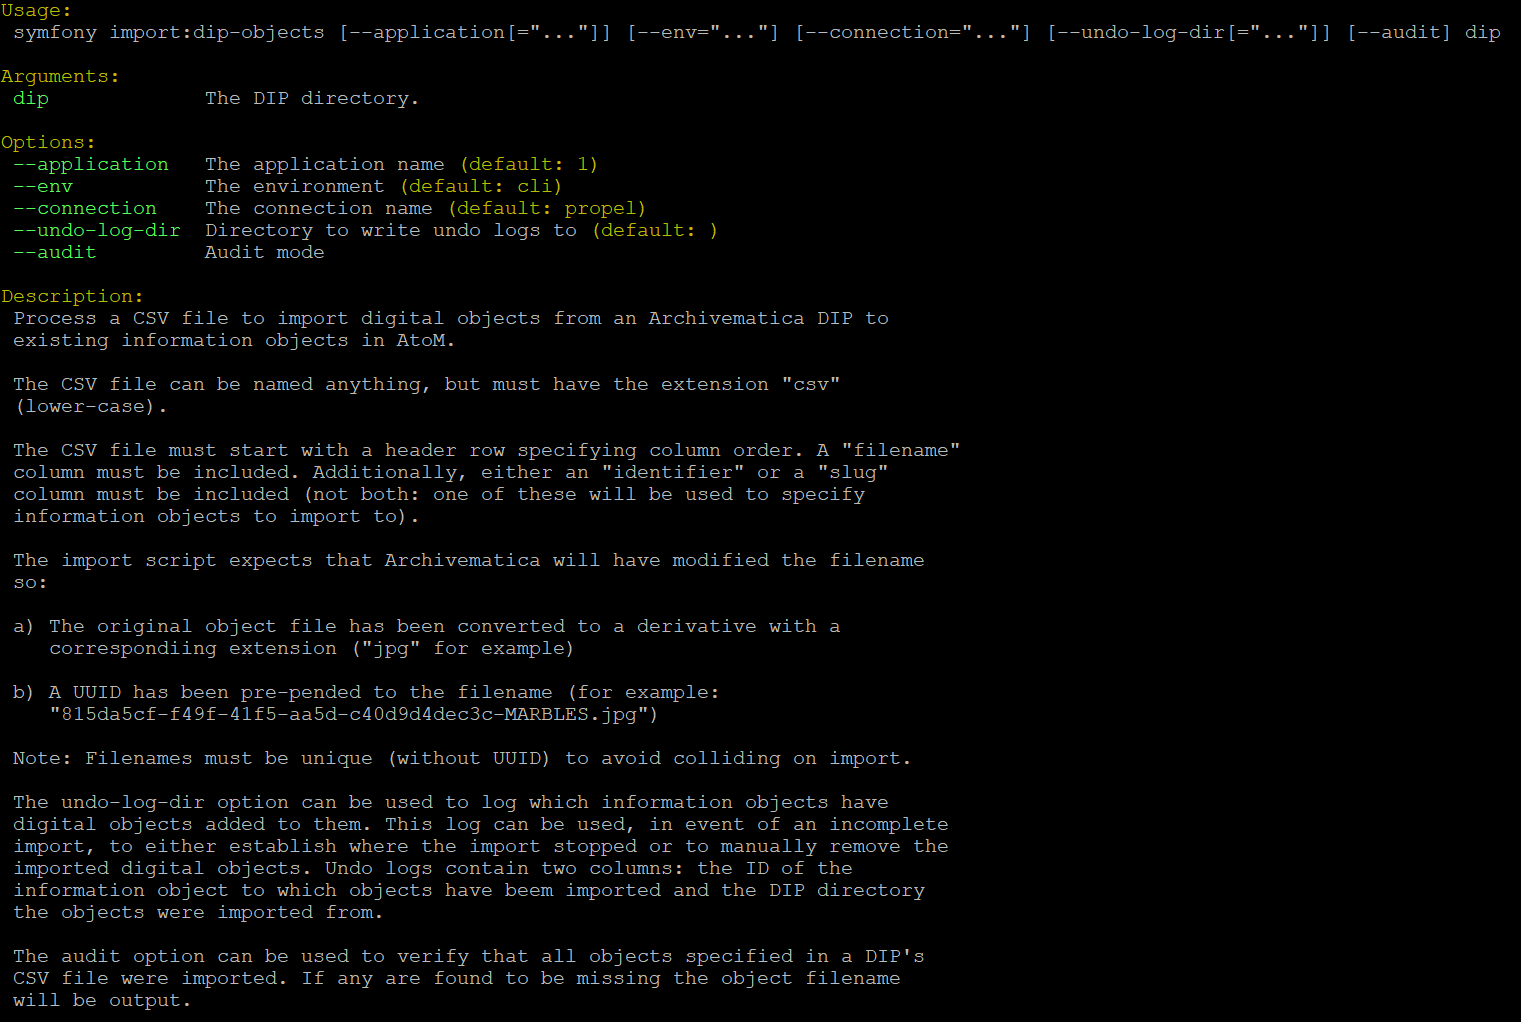 Usage:
symfony import:dip-objects [--application[="..."]] [--env="..."] [--connection="..."] [--undo-log-dir[="..."]] [--audit] dip
Arguments:
dip The DIP directory.
Options:
--application The application name (default: 1)
--env The environment (default: cli)
--connection The connection name (default: propel)
--undo-log-dir Directory to write undo logs to (default: )
--audit Audit mode
Description:
Process a CSV file to import digital objects from an Archivematica DIP to
existing information objects in AtoM.
The CSV file can be named anything, but must have the extension "csv"
(lower-case).
The CSV file must start with a header row specifying column order. A "filename"
column must be included. Additionally, either an "identifier" or a "slug"
column must be included (not both: one of these will be used to specify
information objects to import to).
The import script expects that Archivematica will have modified the filename
so:
a) The original object file has been converted to a derivative with a
correspondiing extension ("jpg" for example)
b) A UUID has been pre-pended to the filename (for example:
"815da5cf-f49f-41f5-aa5d-c40d9d4dec3c-MARBLES.jpg")
Note: Filenames must be unique (without UUID) to avoid colliding on import.
The undo-log-dir option can be used to log which information objects have
digital objects added to them. This log can be used, in event of an incomplete
import, to either establish where the import stopped or to manually remove the
imported digital objects. Undo logs contain two columns: the ID of the
information object to which objects have beem imported and the DIP directory
the objects were imported from.
The audit option can be used to verify that all objects specified in a DIP's
CSV file were imported. If any are found to be missing the object filename
will be output.